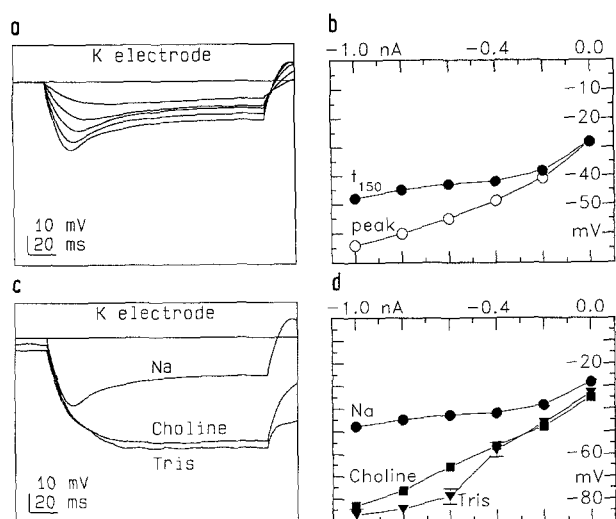 a
K electrode
10 mV
20 ms
b
-1.0 nA -0.4 0.0
-10
-30
-40
-50
mV
t150
peak
c
K electrode
Na
Choline
Tris
10 mV
20 ms
d
-1.0 nA -0.4 0.0
-20
-60
mV
-80
Na
Choline
Tris